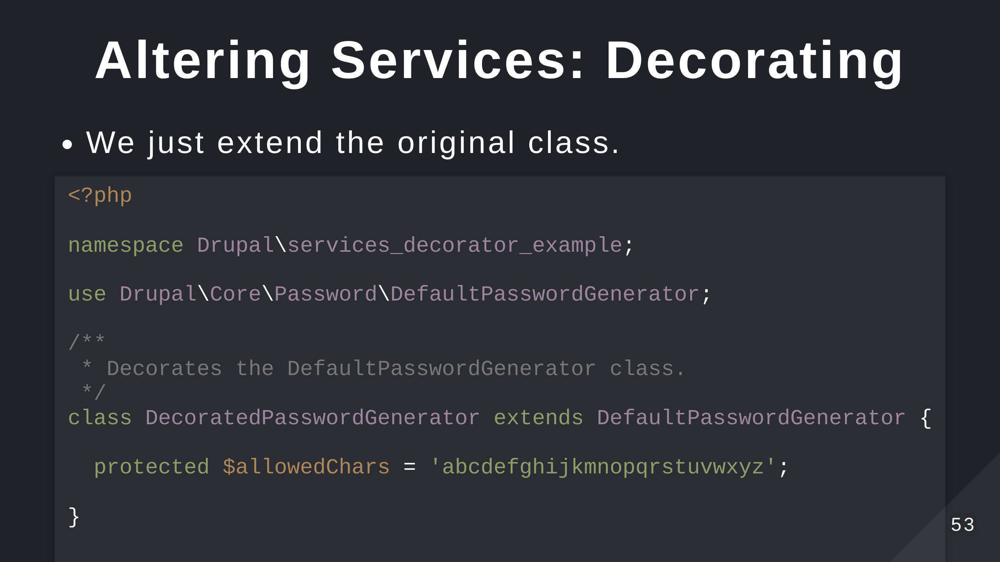 Altering Services: Decorating
• We just extend the original class.
<?php
namespace Drupal\services_decorator_example;
use Drupal\Core\Password\DefaultPasswordGenerator;
/**
 * Decorates the DefaultPasswordGenerator class.
 */
class DecoratedPasswordGenerator extends DefaultPasswordGenerator {
  protected $allowedChars = 'abcdefghijkmnopqrstuvwxyz';
}
53